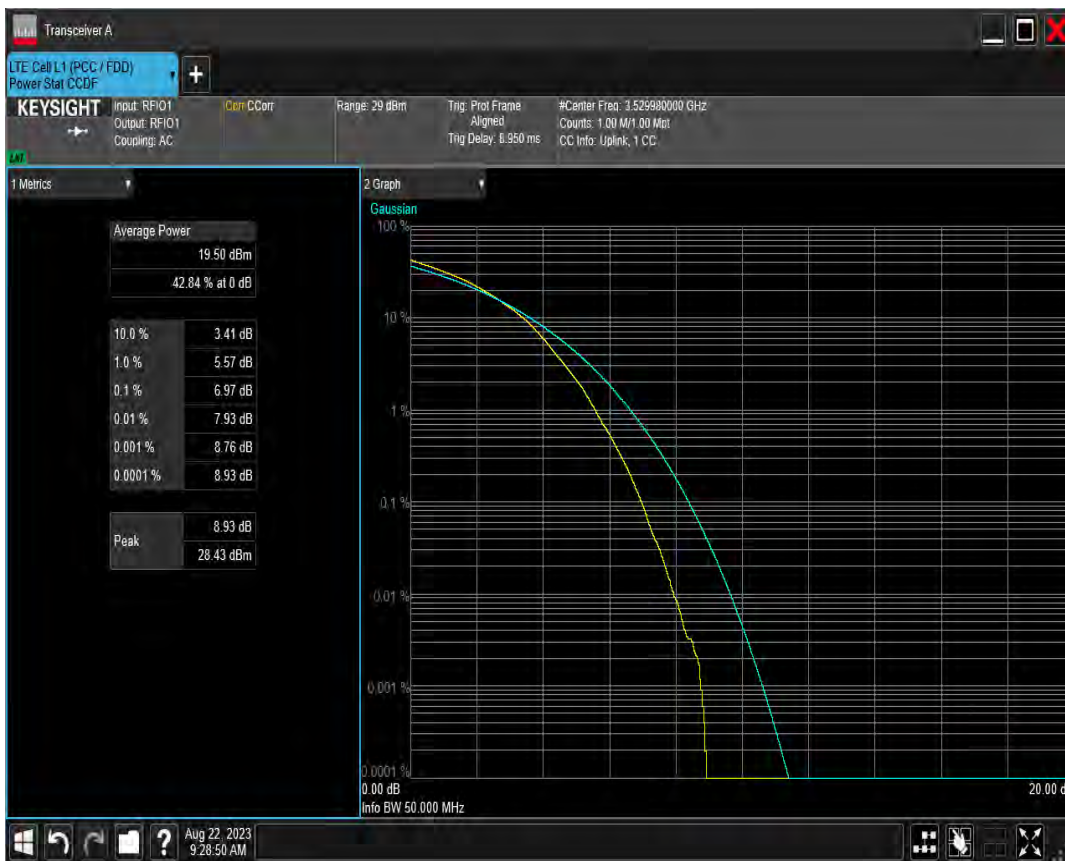 Transceiver A
LTE Cell L1 (PCC / FDD)
Power Stat CCDF
+
KEYSIGHT
Input: RFIO1
Output: RFIO1
Coupling: AC
Corr CCorr
Range: 29 dBm
Trig: Prot Frame
Aligned
Trig Delay: 6.950 ms
#Center Freq: 3.529980000 GHz
Counts: 1.00 M/1.00 Mpt
CC Info: Uplink, 1 CC
1 Metrics
Average Power
19.50 dBm
42.84 % at 0 dB
10.0 % 3.41 dB
1.0 % 5.57 dB
0.1 % 6.97 dB
0.01 % 7.93 dB
0.001 % 8.76 dB
0.0001 % 8.93 dB
Peak
8.93 dB
28.43 dBm
2 Graph
Gaussian
100 %
10 %
1 %
0.1 %
0.01 %
0.001 %
0.0001 %
0.00 dB
20.00 d
Info BW 50.000 MHz
?
Aug 22, 2023
9:28:50 AM